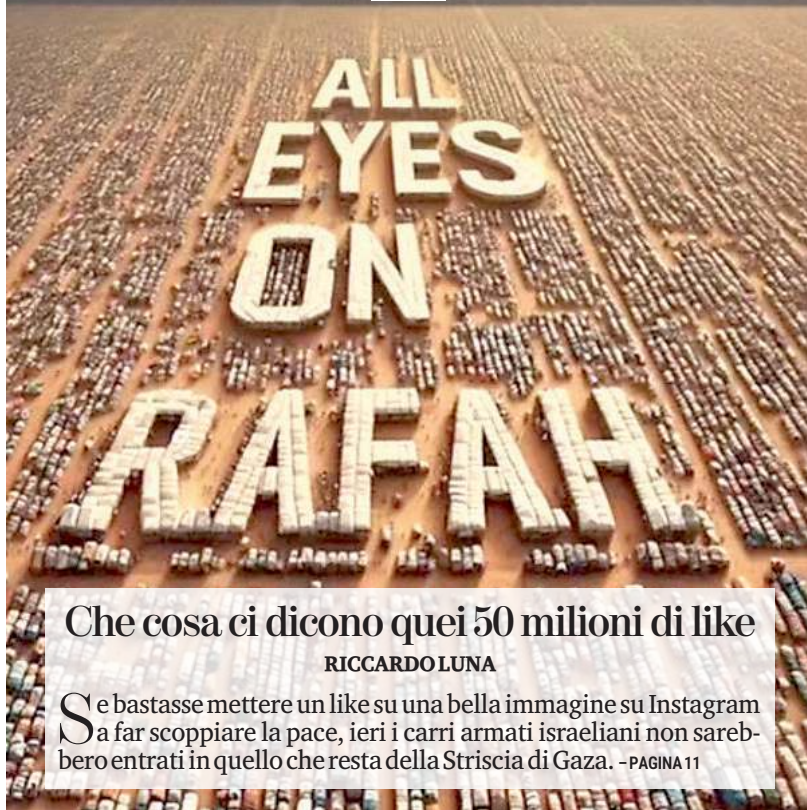 ALL
EYES
ON
RAFAH
Che cosa ci dicono quei 50 milioni di like
RICCARDO LUNA
Se bastasse mettere un like su una bella immagine su Instagram
a far scoppiare la pace, ieri i carri armati israeliani non sareb-
bero entrati in quello che resta della Striscia di Gaza. – PAGINA 11